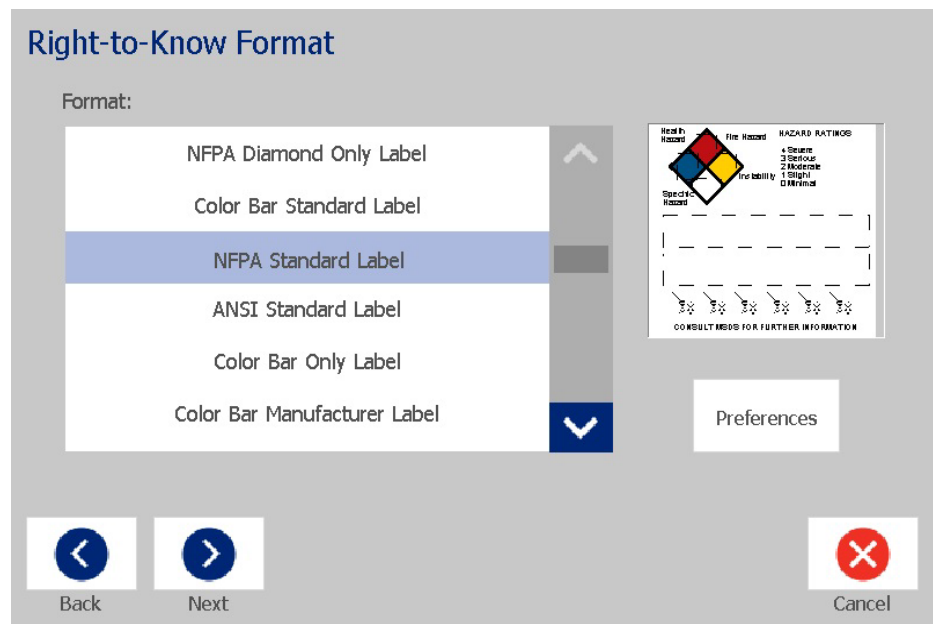 Right-to-Know Format
Format:
NFPA Diamond Only Label
Color Bar Standard Label
NFPA Standard Label
ANSI Standard Label
Color Bar Only Label
Color Bar Manufacturer Label
Health
Hazard
Fire Hazard
Instability
Specific
Hazard
HAZARD RATINGS
4 Severe
3 Serious
2 Moderate
1 Slight
0 Minimal
CONSULT MSDS FOR FURTHER INFORMATION
Preferences
Back
Next
Cancel